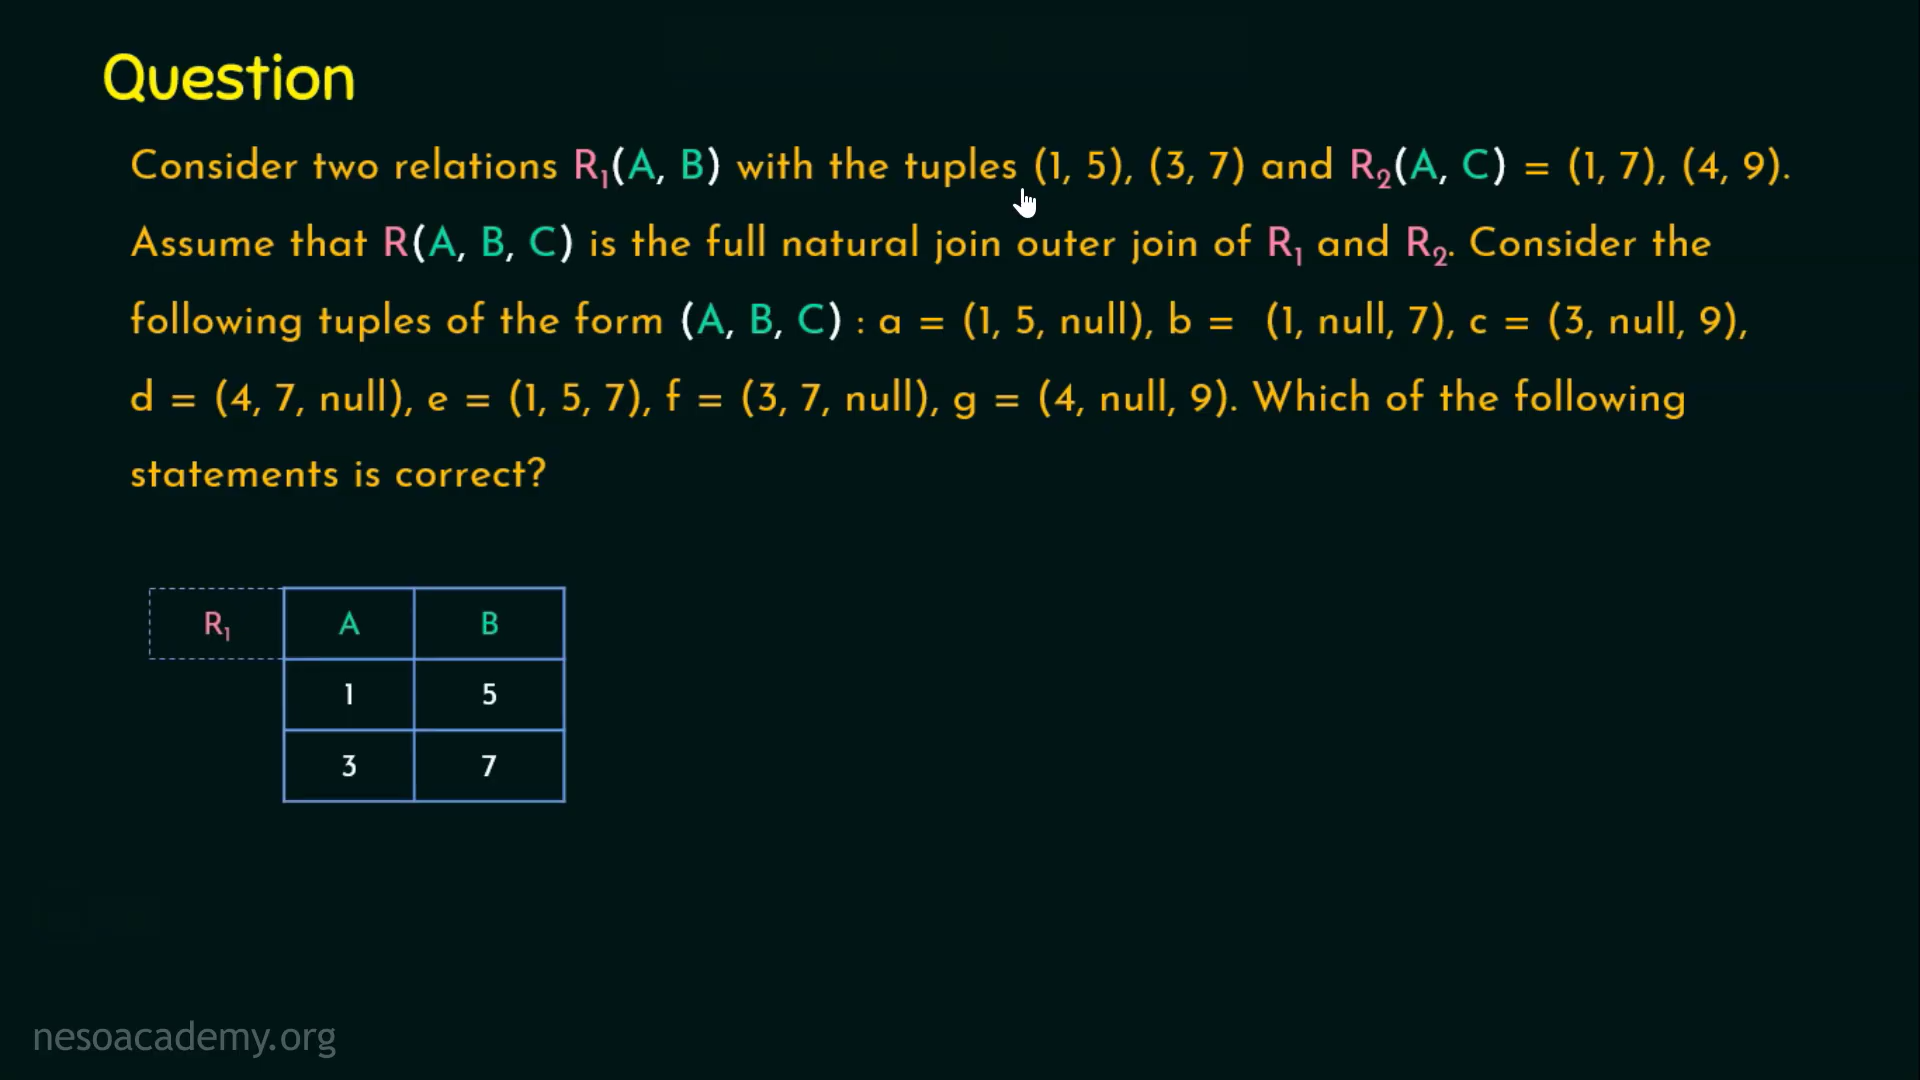 Question
Consider two relations R₁(A, B) with the tuples (1, 5), (3, 7) and R₂(A, C) = (1, 7), (4, 9).
Assume that R(A, B, C) is the full natural join outer join of R₁ and R₂. Consider the
following tuples of the form (A, B, C) : a = (1, 5, null), b = (1, null, 7), c = (3, null, 9),
d = (4, 7, null), e = (1, 5, 7), f = (3, 7, null), g = (4, null, 9). Which of the following
statements is correct?
R₁ A B
1 5
3 7
nesoacademy.org